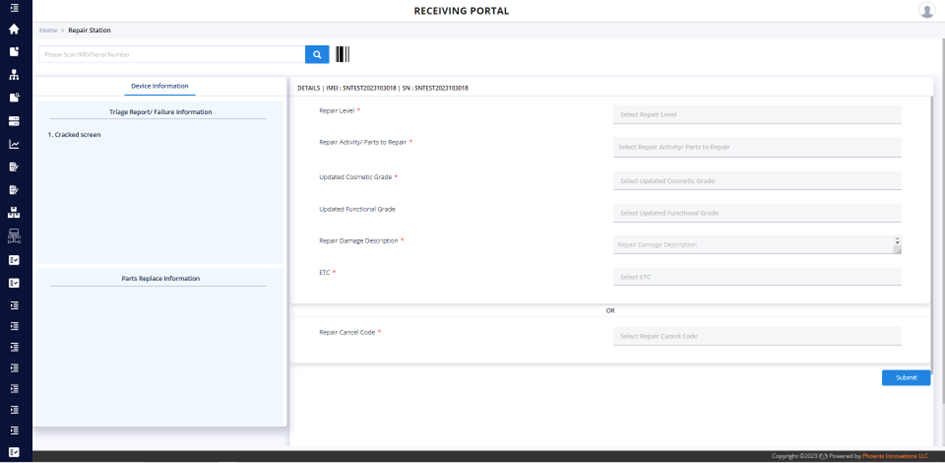 RECEIVING PORTAL
Home > Repair Station
Please Scan IMEI/Serial Number
Device Information
Triage Report/ Failure Information
1. Cracked screen
Parts Replace Information
DETAILS | IMEI : SNTEST2023103018 | SN : SNTEST2023103018
Repair Level *
Select Repair Level
Repair Activity/ Parts to Repair *
Select Repair Activity/ Parts to Repair
Updated Cosmetic Grade *
Select Updated Cosmetic Grade
Updated Functional Grade
Select Updated Functional Grade
Repair Damage Description *
Repair Damage Description
ETC *
Select ETC
OR
Repair Cancel Code *
Select Repair Cancel Code
Submit
Copyright ©2023 Powered by Phoenix Innovations LLC